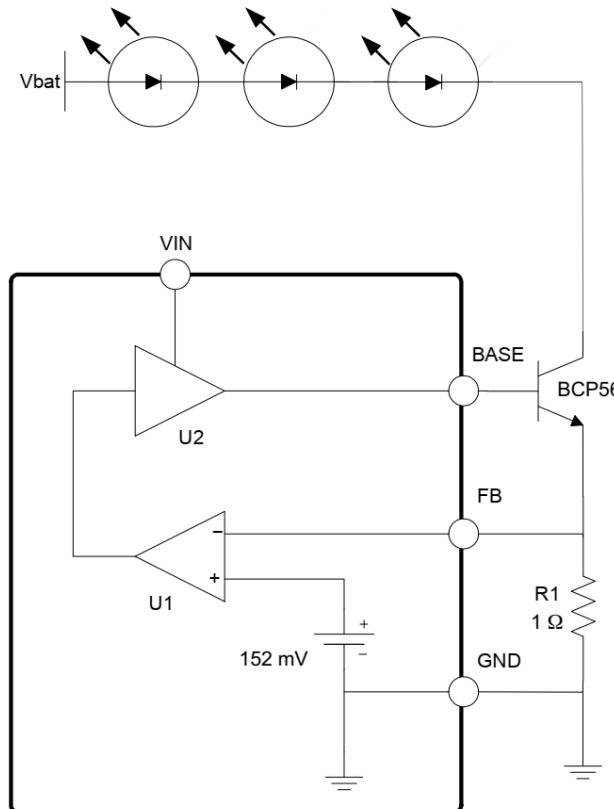 Vbat
VIN
BASE
BCP56
U2
FB
−
+
U1
R1
1 Ω
+
−
152 mV
GND